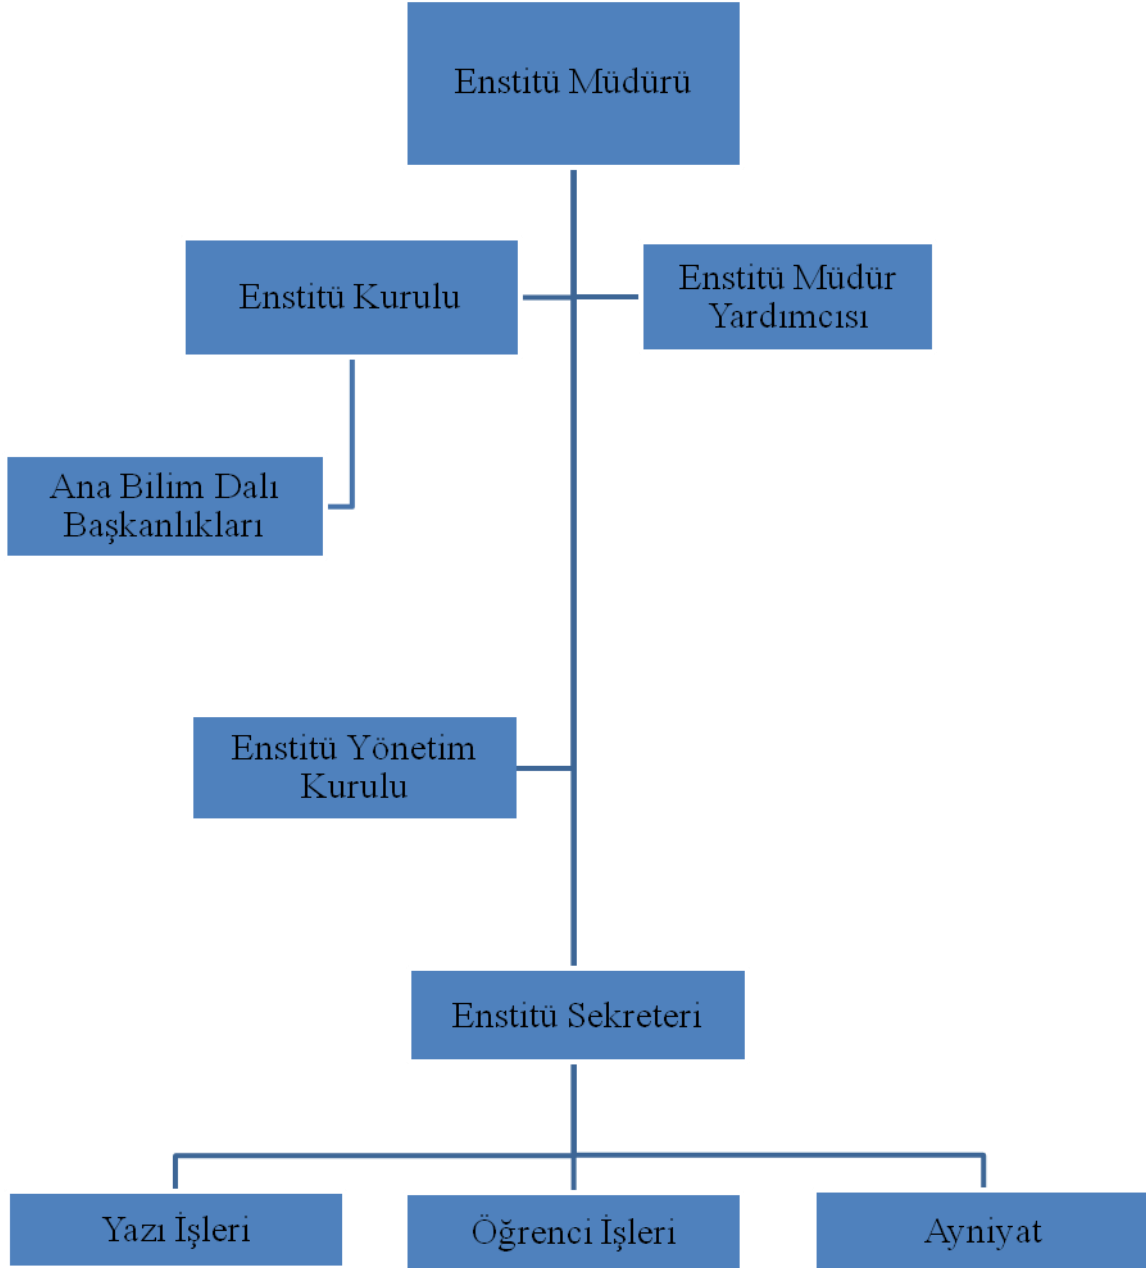 Enstitü Müdürü
Enstitü Kurulu
Enstitü Müdür
Yardımcısı
Ana Bilim Dalı
Başkanlıkları
Enstitü Yönetim
Kurulu
Enstitü Sekreteri
Yazı İşleri
Öğrenci İşleri
Ayniyat